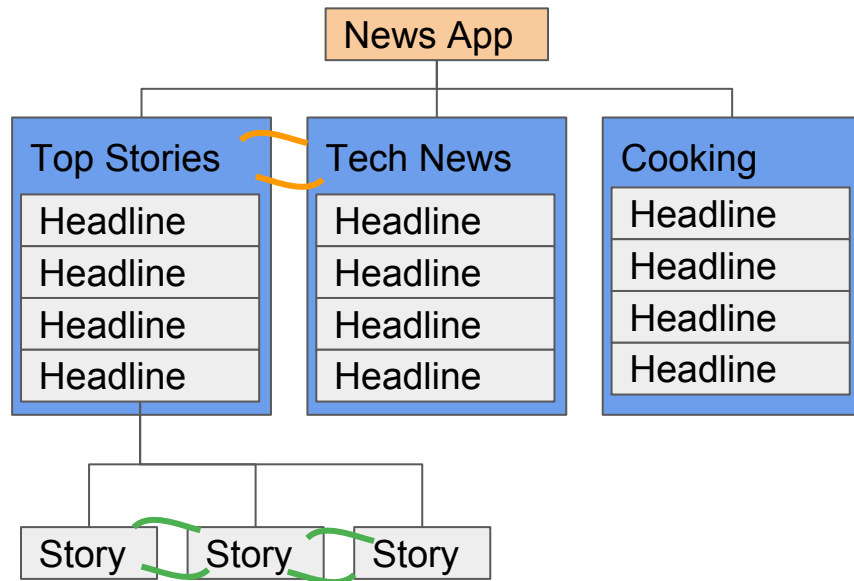 News App
Top Stories
Headline
Headline
Headline
Headline
Tech News
Headline
Headline
Headline
Headline
Cooking
Headline
Headline
Headline
Headline
Story
Story
Story